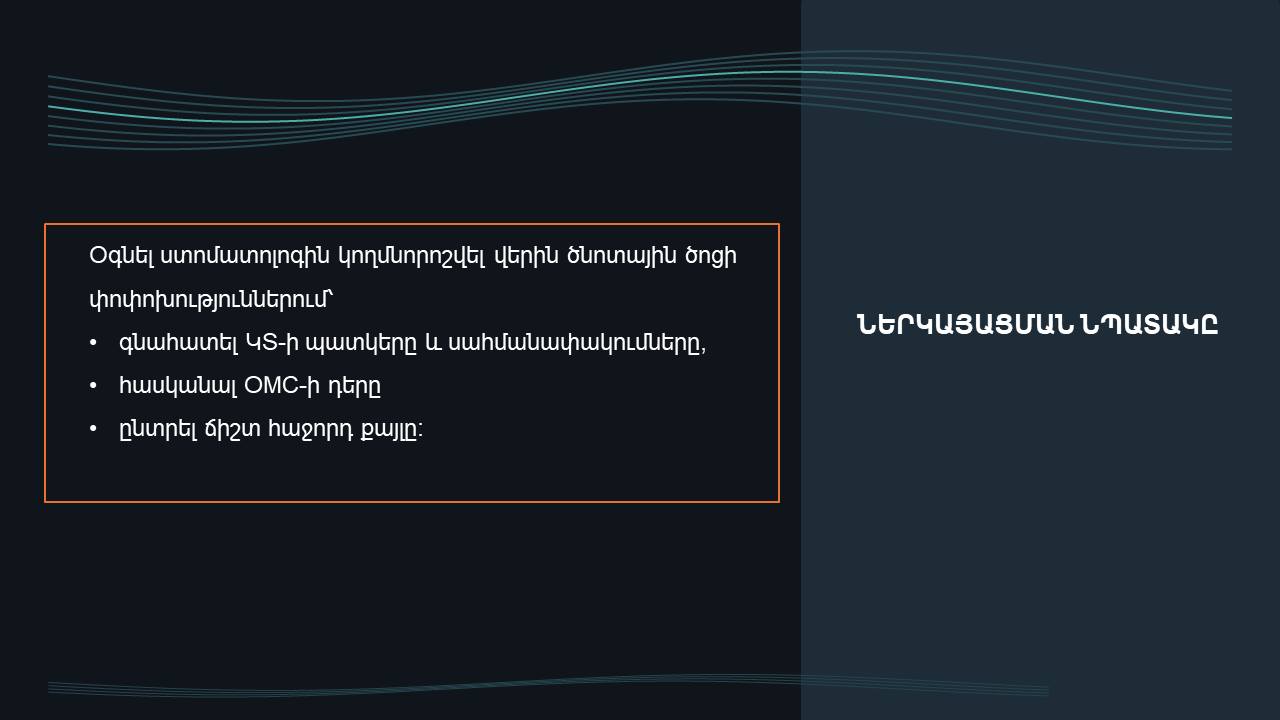 Օգնել ստոմատոլոգին կողմնորոշվել վերին ծնոտային ծոցի
փոփոխություններում՝
• գնահատել ԿՏ-ի պատկերը և սահմանափակումները,
• հասկանալ OMC-ի դերը
• ընտրել ճիշտ հաջորդ քայլը:
ՆԵՐԿԱՅԱՑՄԱՆ ՆՊԱՏԱԿԸ